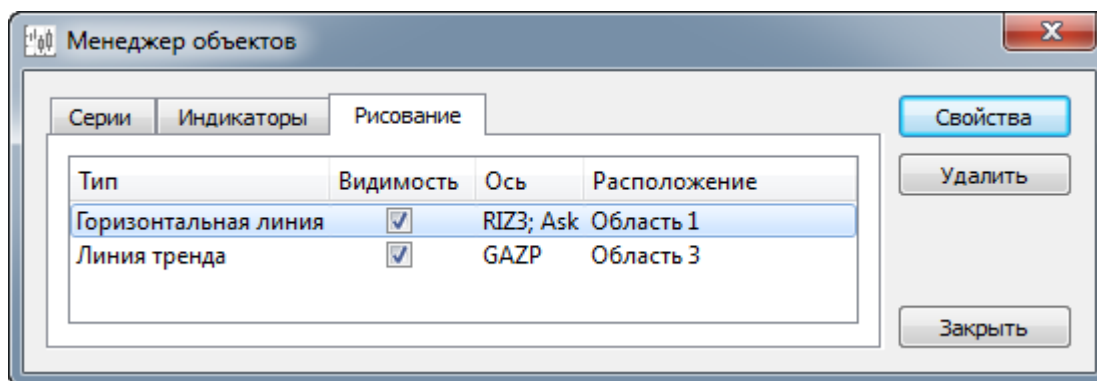 Менеджер объектов
Серии Индикаторы Рисование
Свойства
Удалить
Тип Видимость Ось Расположение
Горизонтальная линия RIZ3; Ask Область 1
Линия тренда GAZP Область 3
Закрыть